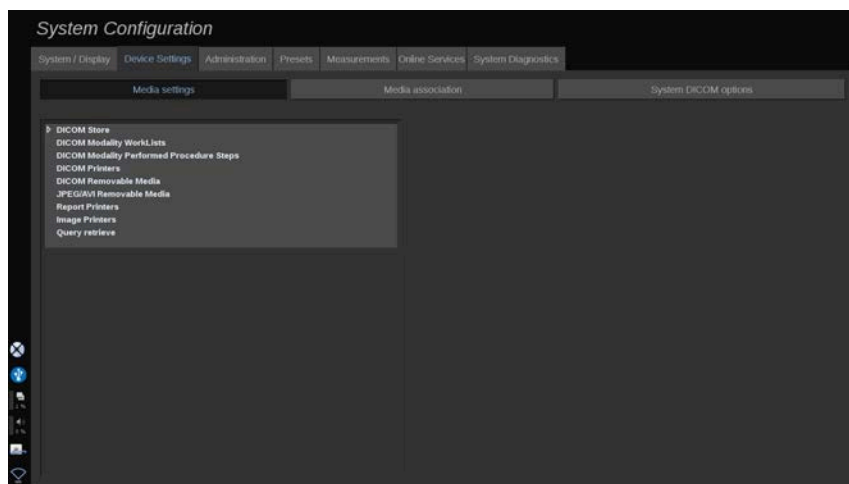 System Configuration
System / Display Device Settings Administration Presets Measurements Online Services System Diagnostics
Media settings Media association System DICOM options
DICOM Store
DICOM Modality WorkLists
DICOM Modality Performed Procedure Steps
DICOM Printers
DICOM Removable Media
JPEG/AVI Removable Media
Report Printers
Image Printers
Query retrieve